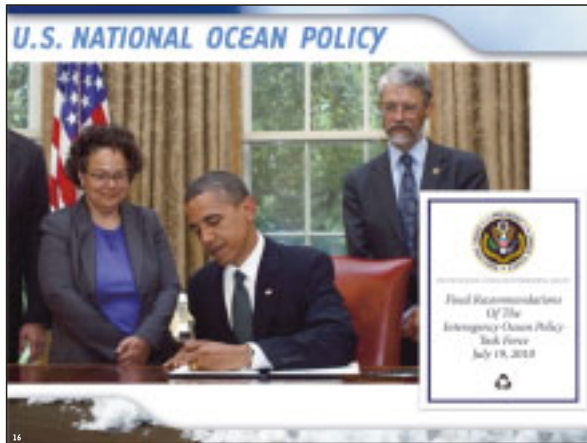 U.S. NATIONAL OCEAN POLICY
Final Recommendations
Of The
Interagency Ocean Policy
Task Force
July 19, 2010
16